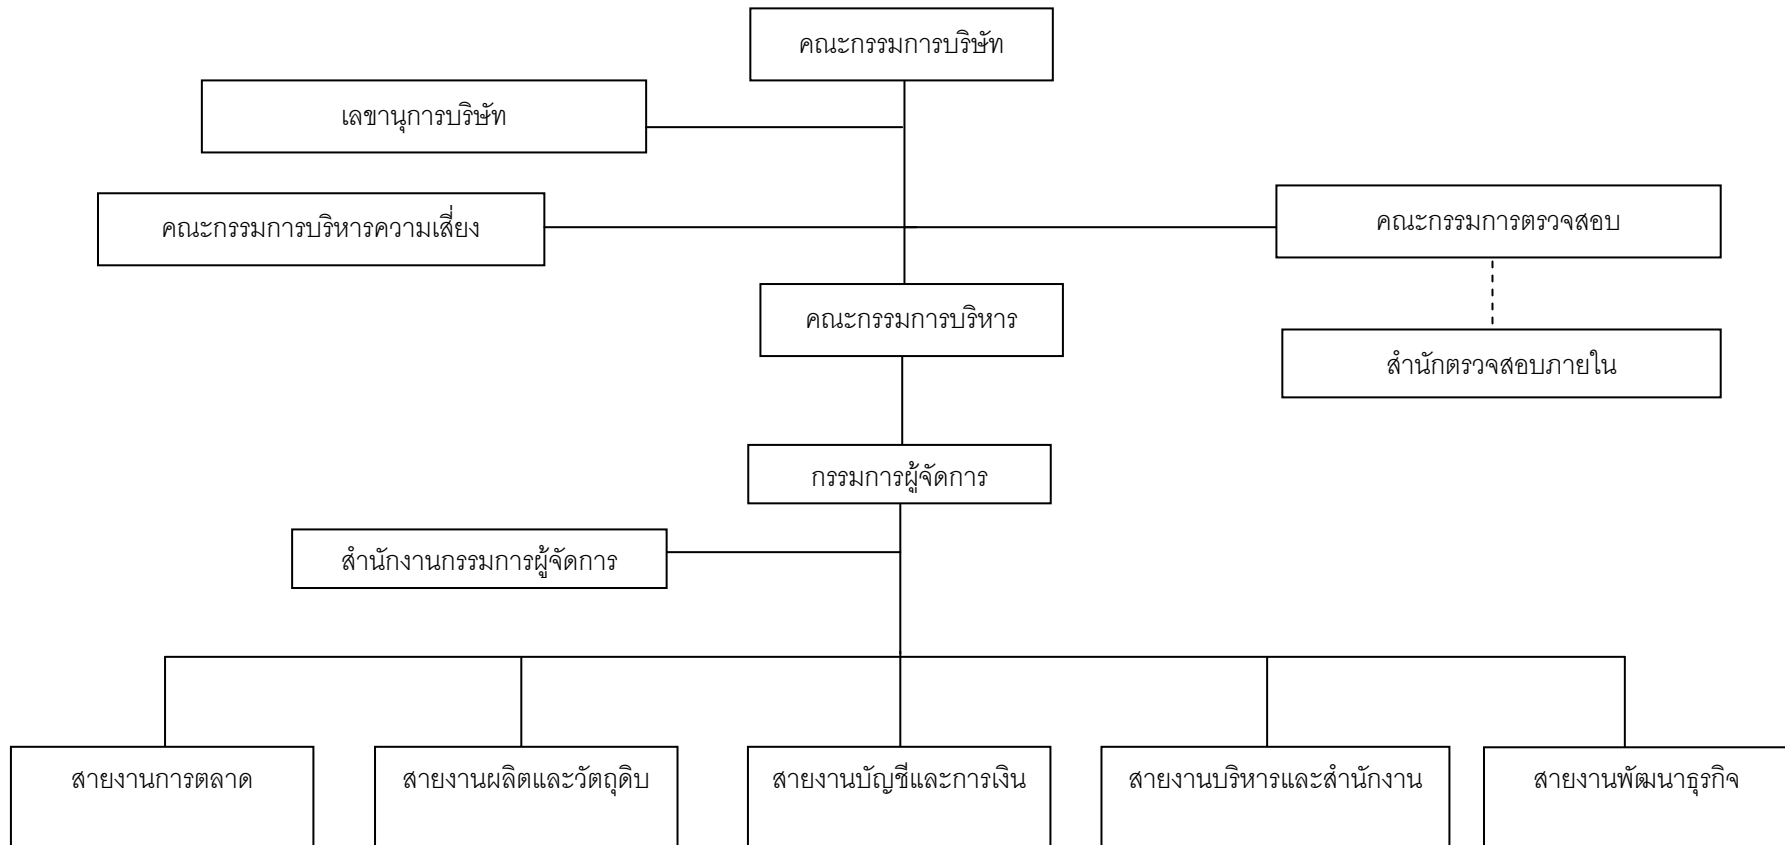 คณะกรรมการบริษัท
เลขานุการบริษัท
คณะกรรมการบริหารความเสี่ยง
คณะกรรมการตรวจสอบ
คณะกรรมการบริหาร
สำนักตรวจสอบภายใน
กรรมการผู้จัดการ
สำนักงานกรรมการผู้จัดการ
สายงานการตลาด
สายงานผลิตและวัตถุดิบ
สายงานบัญชีและการเงิน
สายงานบริหารและสำนักงาน
สายงานพัฒนาธุรกิจ